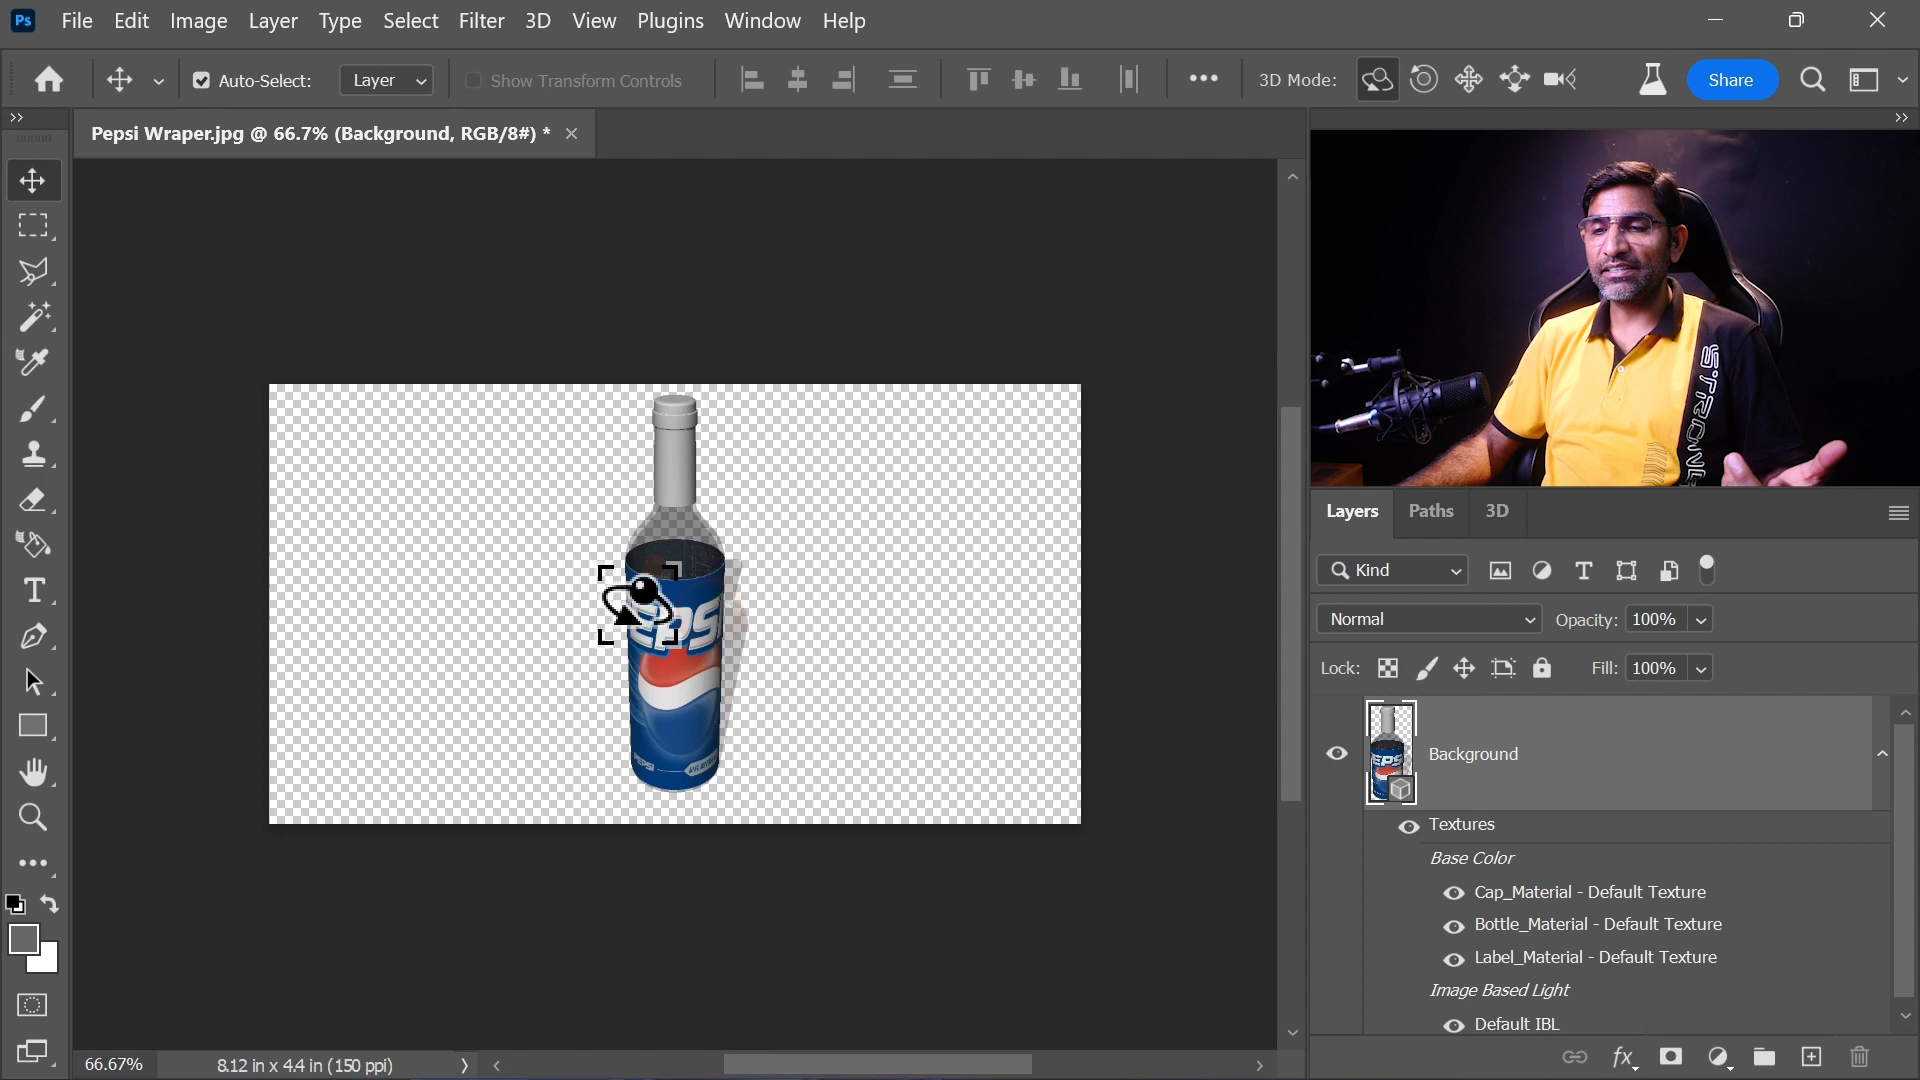 Ps File Edit Image Layer Type Select Filter 3D View Plugins Window Help
Auto-Select: Layer Show Transform Controls 3D Mode: Share
Pepsi Wraper.jpg @ 66.7% (Background, RGB/8#) *
EPS
PEPSI
Layers Paths 3D
Kind
Normal Opacity: 100%
Lock: Fill: 100%
Background
Textures
Base Color
Cap_Material - Default Texture
Bottle_Material - Default Texture
Label_Material - Default Texture
Image Based Light
Default IBL
66.67% 8.12 in x 4.4 in (150 ppi)